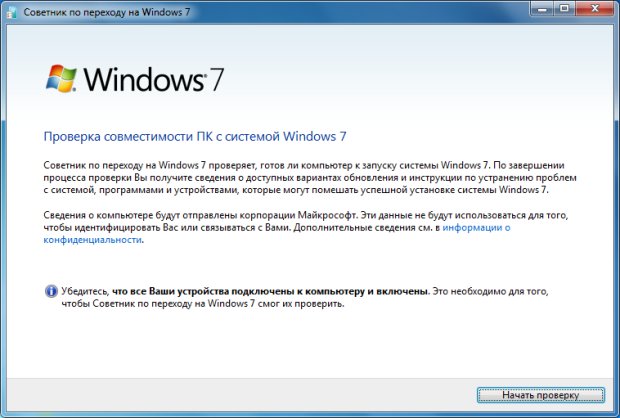 Советник по переходу на Windows 7
Windows 7
Проверка совместимости ПК с системой Windows 7
Советник по переходу на Windows 7 проверяет, готов ли компьютер к запуску системы Windows 7. По завершении
процесса проверки Вы получите сведения о доступных вариантах обновления и инструкции по устранению проблем
с системой, программами и устройствами, которые могут помешать успешной установке системы Windows 7.
Сведения о компьютере будут отправлены корпорации Майкрософт. Эти данные не будут использоваться для того,
чтобы идентифицировать Вас или связываться с Вами. Дополнительные сведения см. в информации о
конфиденциальности.
Убедитесь, что все Ваши устройства подключены к компьютеру и включены. Это необходимо для того,
чтобы Советник по переходу на Windows 7 смог их проверить.
Начать проверку